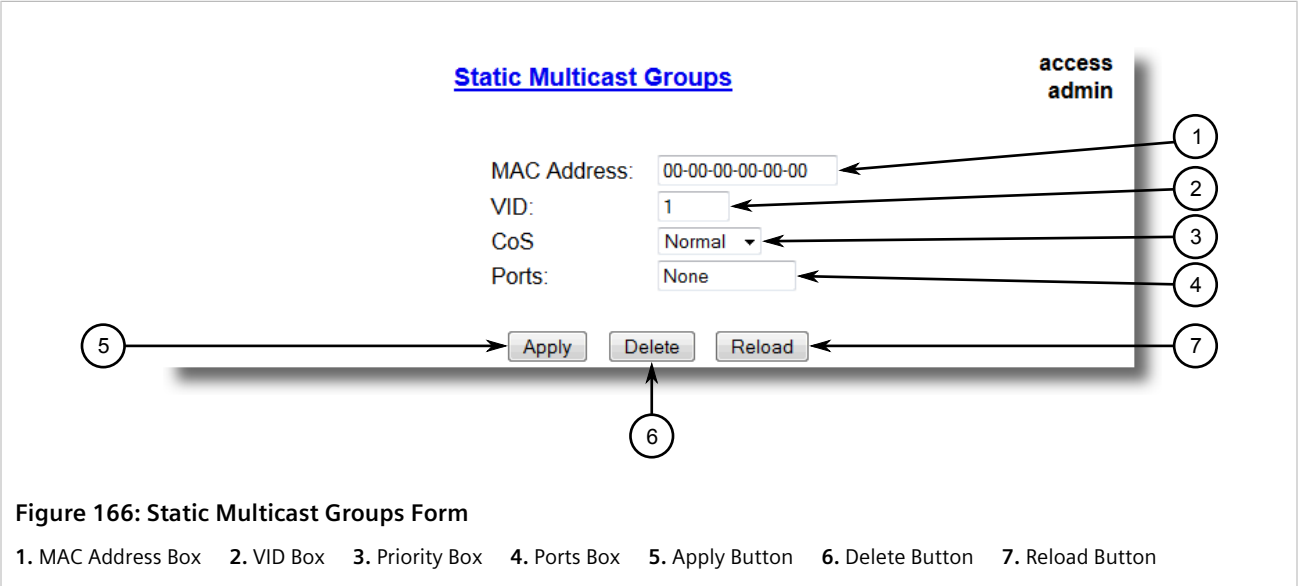 Static Multicast Groups
access
admin
1
MAC Address: 00-00-00-00-00-00
2
VID: 1
CoS Normal
3
Ports: None
4
5
Apply Delete Reload
7
6
Figure 166: Static Multicast Groups Form
1. MAC Address Box 2. VID Box 3. Priority Box 4. Ports Box 5. Apply Button 6. Delete Button 7. Reload Button